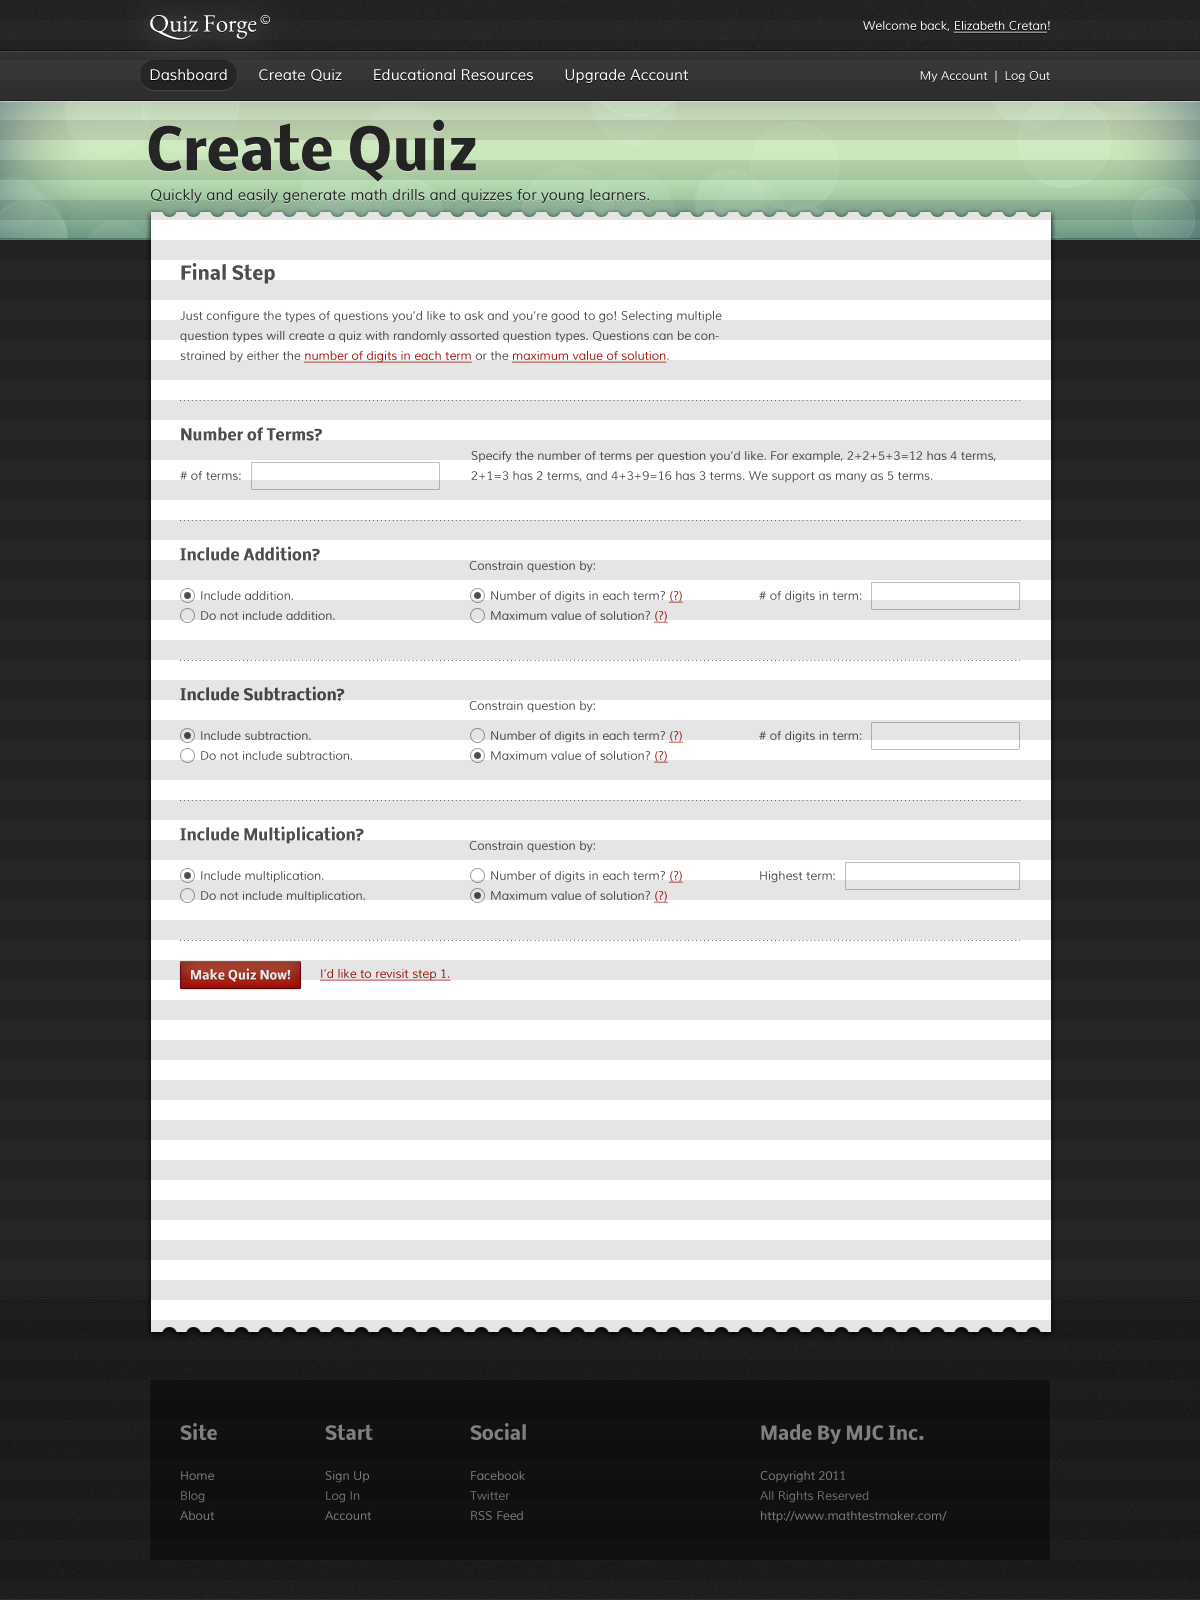 Quiz Forge©
Welcome back, Elizabeth Cretan!
Dashboard Create Quiz Educational Resources Upgrade Account My Account | Log Out
Create Quiz
Quickly and easily generate math drills and quizzes for young learners.
Final Step
Just configure the types of questions you'd like to ask and you're good to go! Selecting multiple
question types will create a quiz with randomly assorted question types. Questions can be con-
strained by either the number of digits in each term or the maximum value of solution.
Number of Terms?
# of terms:
Specify the number of terms per question you'd like. For example, 2+2+5+3=12 has 4 terms,
2+1=3 has 2 terms, and 4+3+9=16 has 3 terms. We support as many as 5 terms.
Include Addition?
Constrain question by:
Include addition. Number of digits in each term? (?) # of digits in term:
Do not include addition. Maximum value of solution? (?)
Include Subtraction?
Constrain question by:
Include subtraction. Number of digits in each term? (?) # of digits in term:
Do not include subtraction. Maximum value of solution? (?)
Include Multiplication?
Constrain question by:
Include multiplication. Number of digits in each term? (?) Highest term:
Do not include multiplication. Maximum value of solution? (?)
Make Quiz Now! I'd like to revisit step 1.
Site Start Social Made By MJC Inc.
Home Sign Up Facebook Copyright 2011
Blog Log In Twitter All Rights Reserved
About Account RSS Feed http://www.mathtestmaker.com/